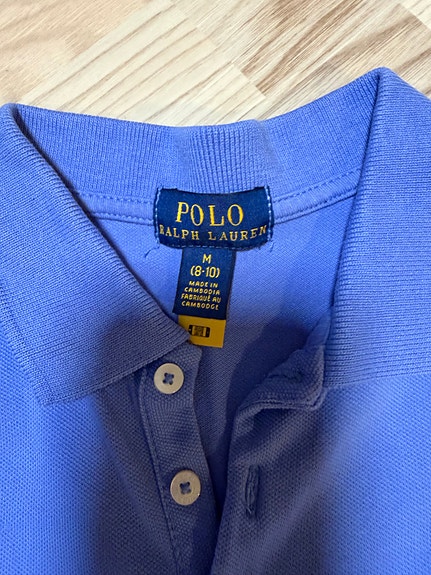 POLO
RALPH LAUREN
M
(8-10)
MADE IN
CAMBODIA
FABRIQUÉ AU
CAMBODGE